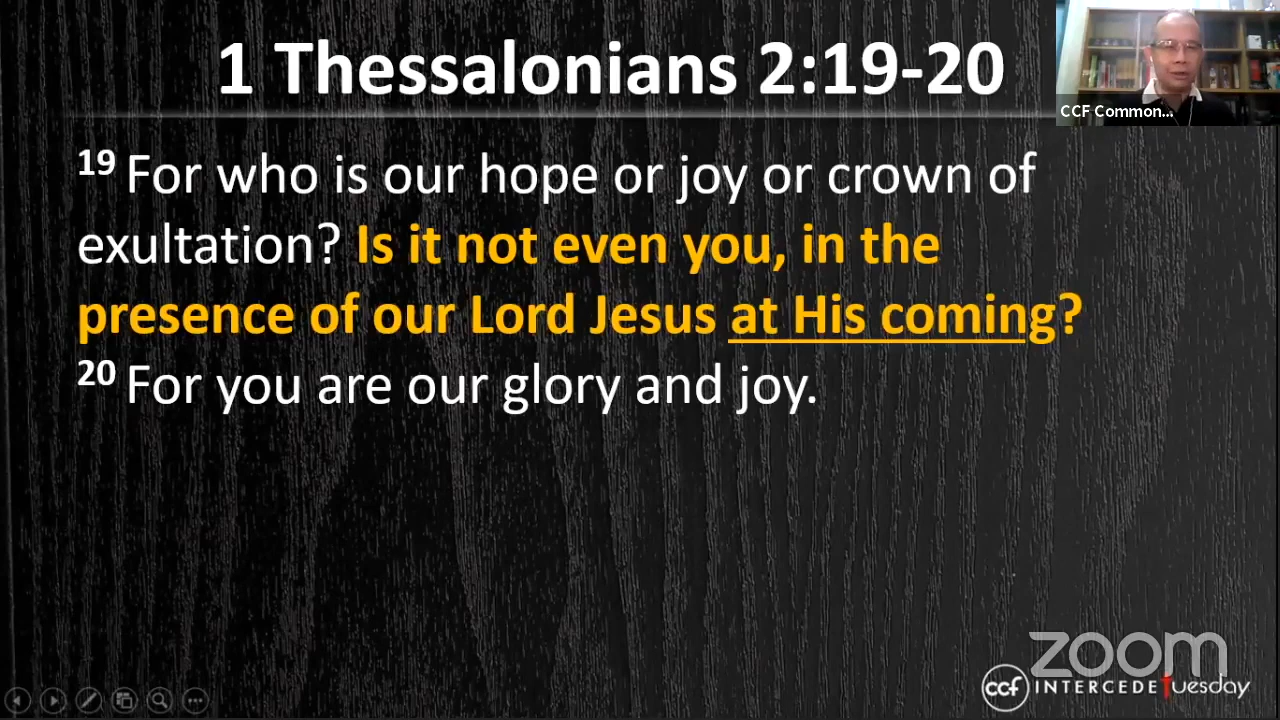 1 Thessalonians 2:19-20
CCF Common...
19 For who is our hope or joy or crown of
exultation? Is it not even you, in the
presence of our Lord Jesus at His coming?
20 For you are our glory and joy.
zoom
ccf INTERCEDE Tuesday